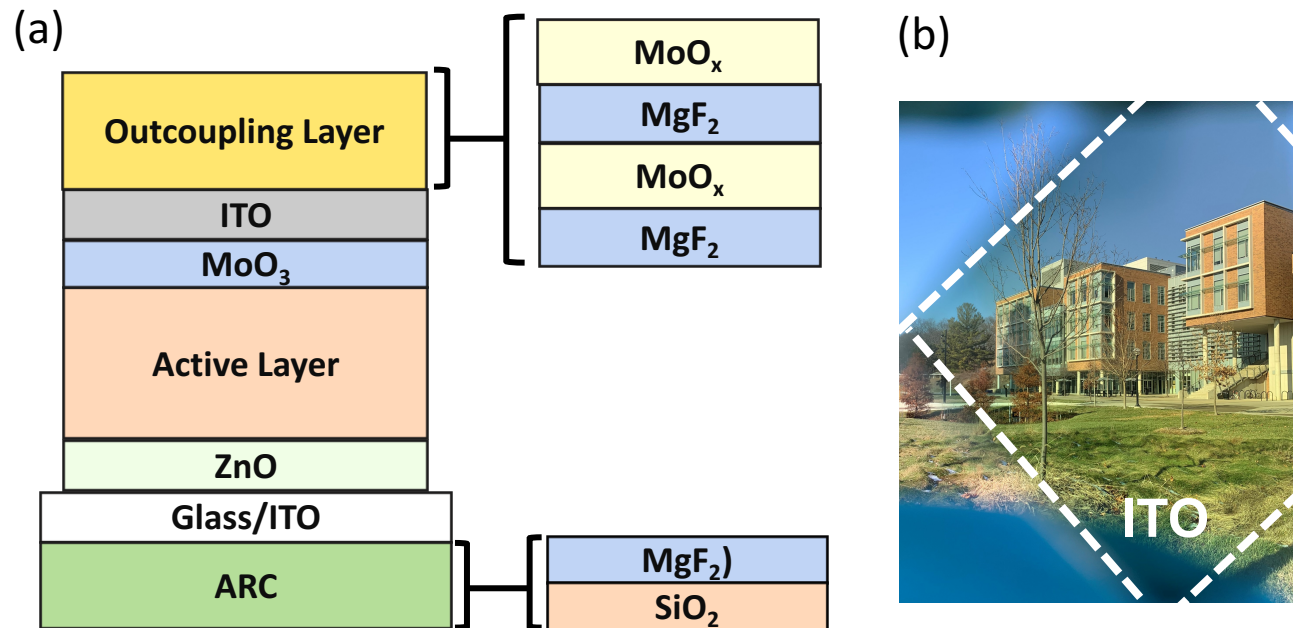 (a)
Outcoupling Layer
ITO
MoO₃
Active Layer
ZnO
Glass/ITO
ARC
MoOₓ
MgF₂
MoOₓ
MgF₂
MgF₂)
SiO₂
(b)
ITO